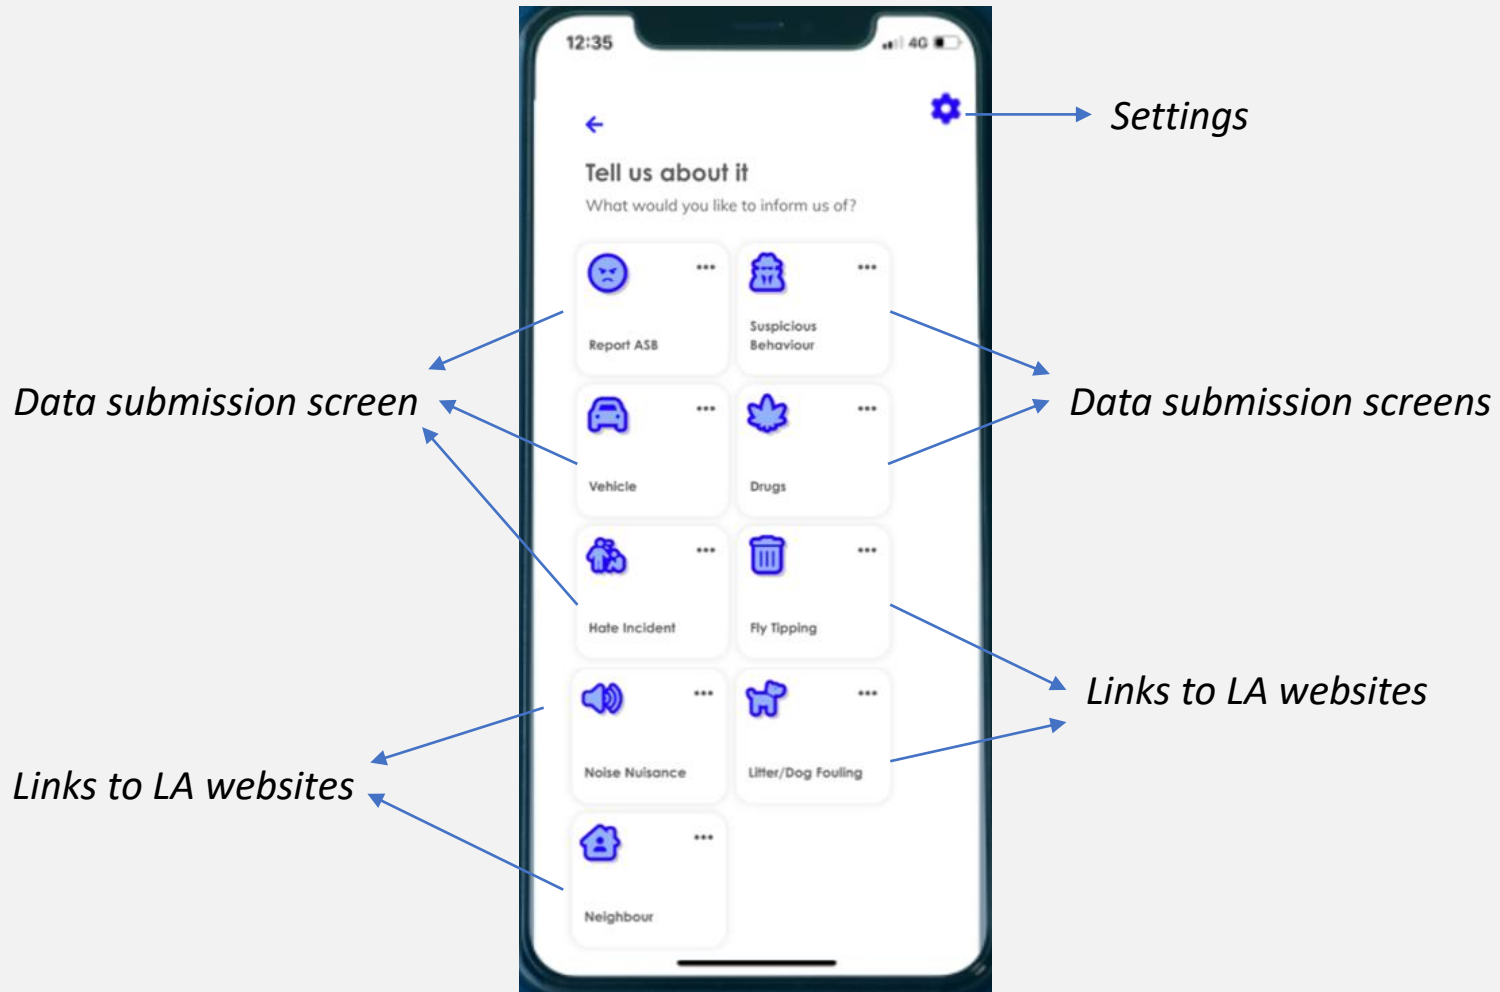 12:35
4G
Settings
Tell us about it
What would you like to inform us of?
Report ASB
Suspicious
Behaviour
Data submission screen
Data submission screens
Vehicle
Drugs
Hate Incident
Fly Tipping
Links to LA websites
Noise Nuisance
Litter/Dog Fouling
Links to LA websites
Neighbour